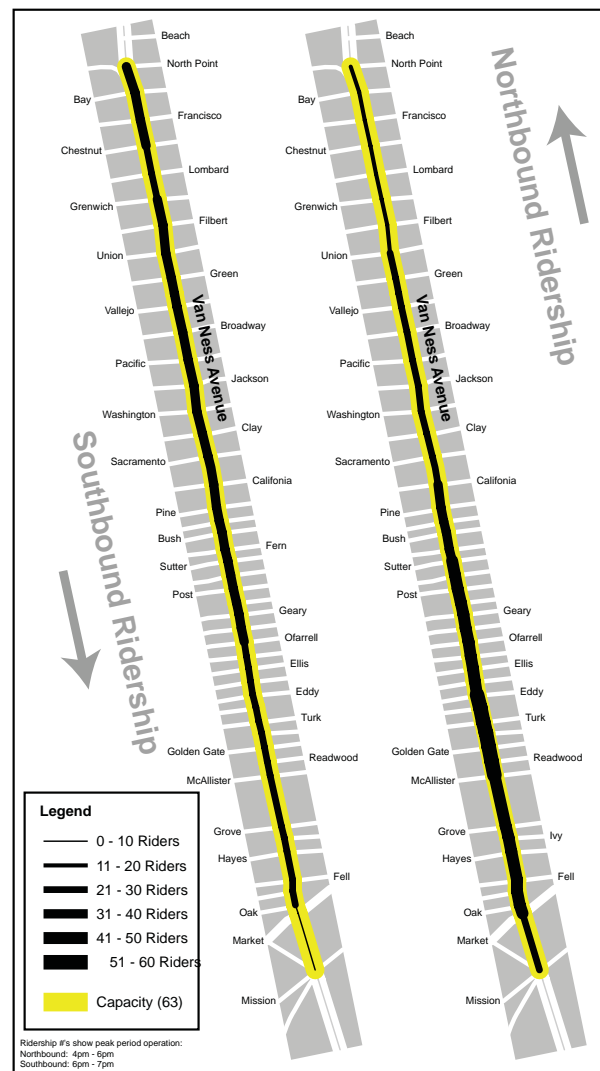 Beach
North Point
Bay
Francisco
Chestnut
Lombard
Grenwich
Filbert
Union
Green
Vallejo
Broadway
Pacific
Jackson
Washington
Clay
Sacramento
Califonia
Pine
Bush
Fern
Sutter
Post
Geary
Ofarrell
Ellis
Eddy
Turk
Golden Gate
Readwood
McAllister
Grove
Hayes
Fell
Oak
Market
Mission
Van Ness Avenue
Southbound Ridership
Beach
North Point
Bay
Francisco
Chestnut
Lombard
Grenwich
Filbert
Union
Green
Vallejo
Broadway
Pacific
Jackson
Washington
Clay
Sacramento
Califonia
Pine
Bush
Sutter
Post
Geary
Ofarrell
Ellis
Eddy
Turk
Golden Gate
Readwood
McAllister
Grove
Ivy
Hayes
Fell
Oak
Market
Mission
Van Ness Avenue
Northbound Ridership
Legend
0 - 10 Riders
11 - 20 Riders
21 - 30 Riders
31 - 40 Riders
41 - 50 Riders
51 - 60 Riders
Capacity (63)
Ridership #'s show peak period operation:
Northbound: 4pm - 6pm
Southbound: 6pm - 7pm